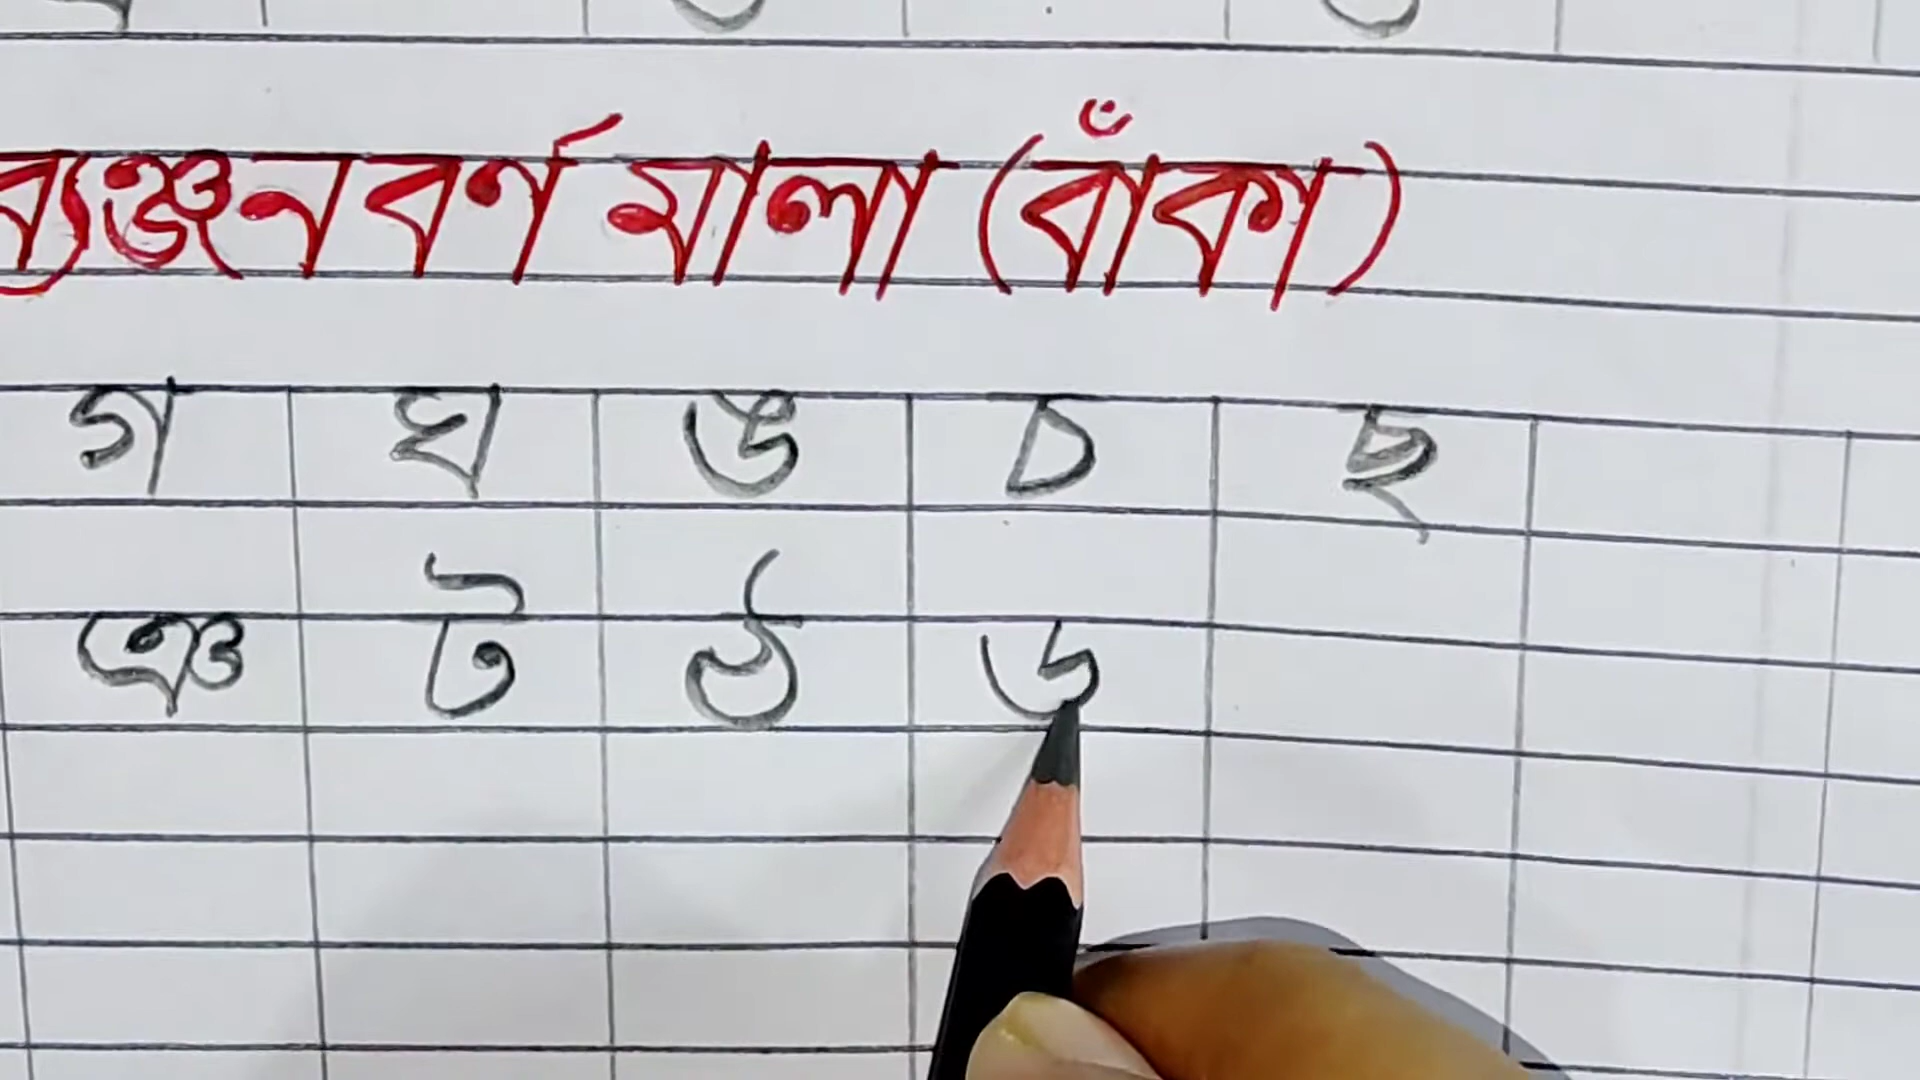 ব্যঞ্জনবর্ণ মালা (বাঁকা)
গ ঘ ঙ চ ছ
ঞ ট ঠ ড